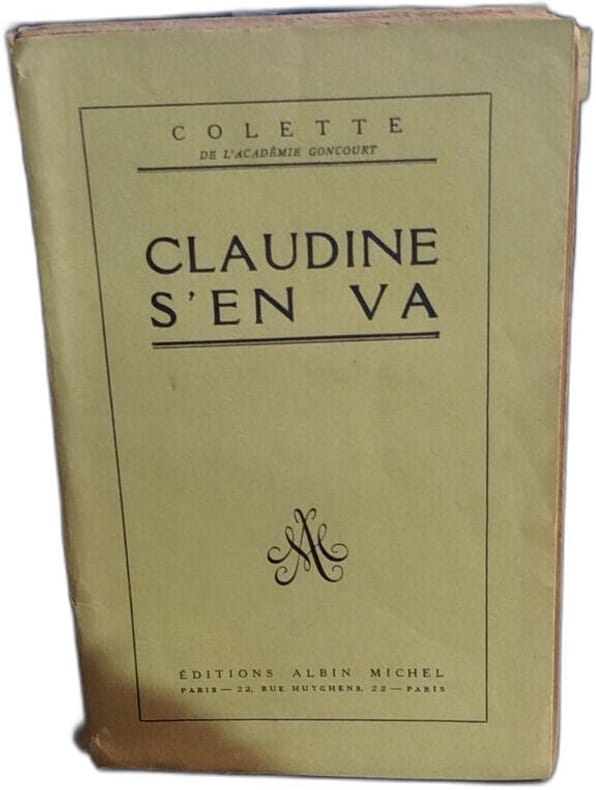 COLETTE
DE L'ACADÉMIE GONCOURT
CLAUDINE
S'EN VA
ÉDITIONS ALBIN MICHEL
PARIS — 22, RUE HUYGHENS, 22 — PARIS